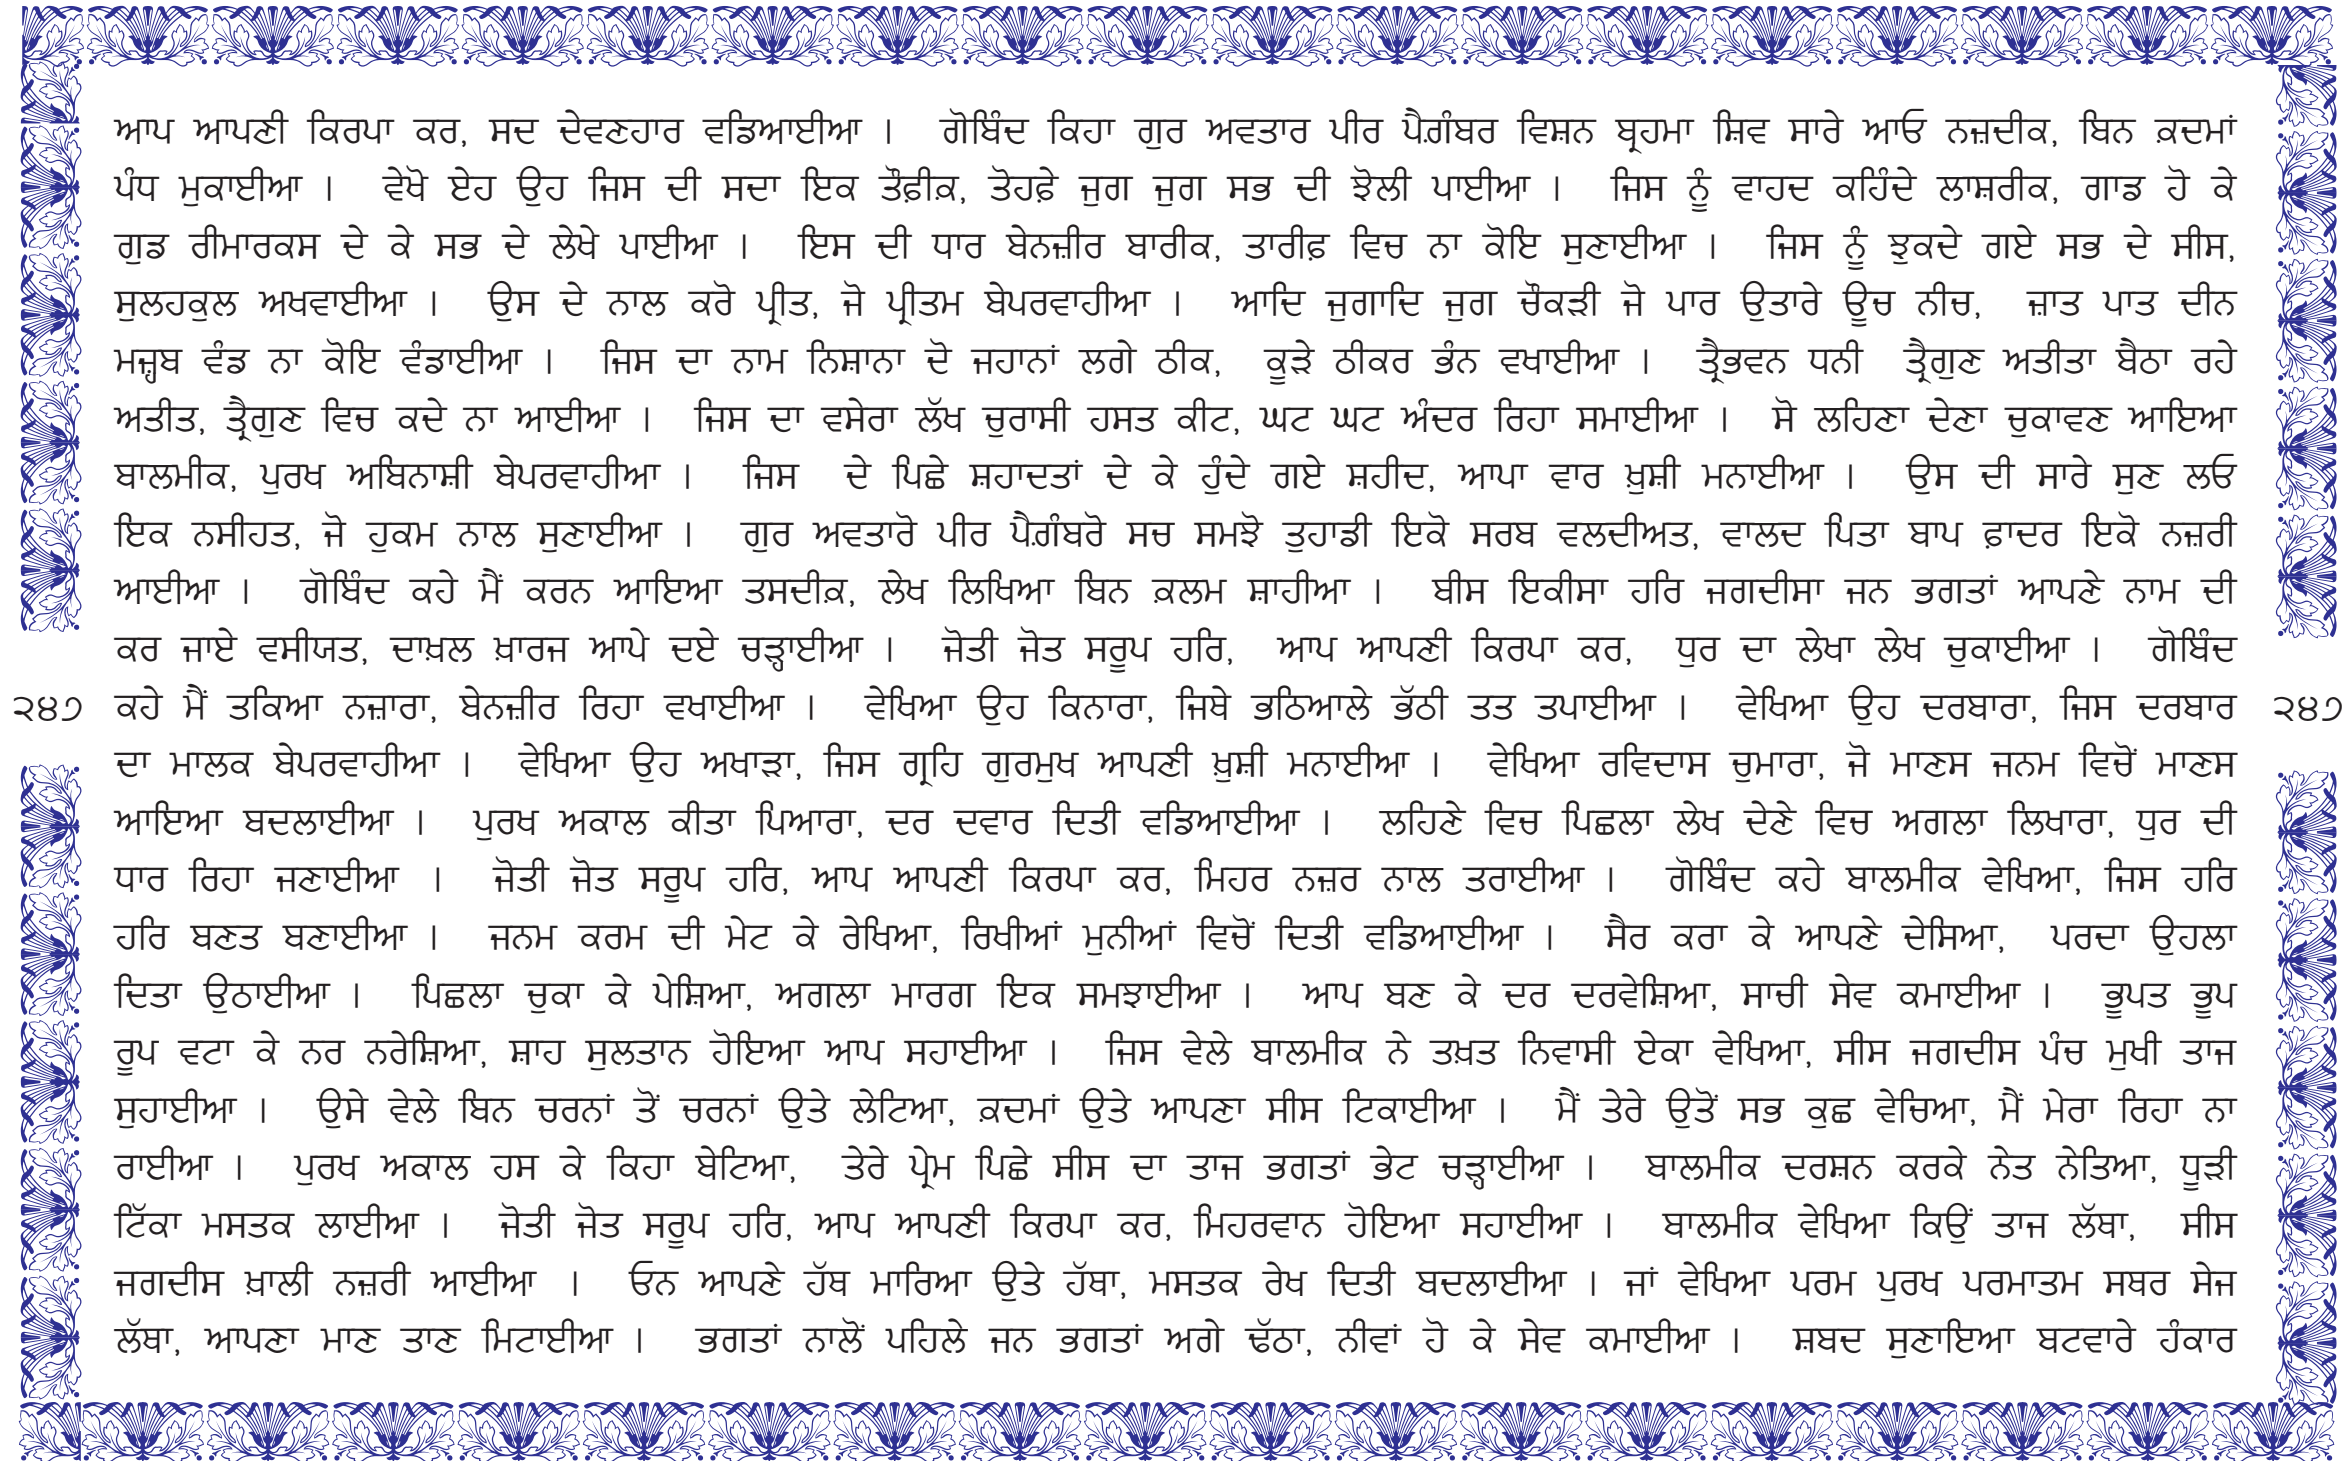 ਆਪ ਆਪਣੀ ਕਿਰਪਾ ਕਰ, ਸਦ ਦੇਵਣਹਾਰ ਵਡਿਆਈਆ । ਗੋਬਿੰਦ ਕਿਹਾ ਗੁਰ ਅਵਤਾਰ ਪੀਰ ਪੈਗ਼ੰਬਰ ਵਿਸ਼ਨ ਬ੍ਰਹਮਾ ਸ਼ਿਵ ਸਾਰੇ ਆਓ ਨਜ਼ਦੀਕ, ਬਿਨ ਕ਼ਦਮਾਂ
ਪੰਧ ਮੁਕਾਈਆ । ਵੇਖੋ ਏਹ ਉਹ ਜਿਸ ਦੀ ਸਦਾ ਇਕ ਤੌਫ਼ੀਕ਼, ਤੋਹਫ਼ੇ ਜੁਗ ਜੁਗ ਸਭ ਦੀ ਝੋਲੀ ਪਾਈਆ । ਜਿਸ ਨੂੰ ਵਾਹਦ ਕਹਿੰਦੇ ਲਾਸ਼ਰੀਕ, ਗਾਡ ਹੋ ਕੇ
ਗੁਡ ਰੀਮਾਰਕਸ ਦੇ ਕੇ ਸਭ ਦੇ ਲੇਖੇ ਪਾਈਆ । ਇਸ ਦੀ ਧਾਰ ਬੇਨਜ਼ੀਰ ਬਾਰੀਕ, ਤਾਰੀਫ਼ ਵਿਚ ਨਾ ਕੋਇ ਸੁਣਾਈਆ । ਜਿਸ ਨੂੰ ਝੁਕਦੇ ਗਏ ਸਭ ਦੇ ਸੀਸ,
ਸੁਲਹਕੁਲ ਅਖਵਾਈਆ । ਉਸ ਦੇ ਨਾਲ ਕਰੋ ਪ੍ਰੀਤ, ਜੋ ਪ੍ਰੀਤਮ ਬੇਪਰਵਾਹੀਆ । ਆਦਿ ਜੁਗਾਦਿ ਜੁਗ ਚੌਕੜੀ ਜੋ ਪਾਰ ਉਤਾਰੇ ਊਚ ਨੀਚ, ਜ਼ਾਤ ਪਾਤ ਦੀਨ
ਮਜ਼੍ਹਬ ਵੰਡ ਨਾ ਕੋਇ ਵੰਡਾਈਆ । ਜਿਸ ਦਾ ਨਾਮ ਨਿਸ਼ਾਨਾ ਦੋ ਜਹਾਨਾਂ ਲਗੇ ਠੀਕ, ਕੂੜੇ ਠੀਕਰ ਭੰਨ ਵਖਾਈਆ । ਤ੍ਰੈਭਵਨ ਧਨੀ ਤ੍ਰੈਗੁਣ ਅਤੀਤਾ ਬੈਠਾ ਰਹੇ
ਅਤੀਤ, ਤ੍ਰੈਗੁਣ ਵਿਚ ਕਦੇ ਨਾ ਆਈਆ । ਜਿਸ ਦਾ ਵਸੇਰਾ ਲੱਖ ਚੁਰਾਸੀ ਹਸਤ ਕੀਟ, ਘਟ ਘਟ ਅੰਦਰ ਰਿਹਾ ਸਮਾਈਆ । ਸੋ ਲਹਿਣਾ ਦੇਣਾ ਚੁਕਾਵਣ ਆਇਆ
ਬਾਲਮੀਕ, ਪੁਰਖ ਅਬਿਨਾਸ਼ੀ ਬੇਪਰਵਾਹੀਆ । ਜਿਸ ਦੇ ਪਿਛੇ ਸ਼ਹਾਦਤਾਂ ਦੇ ਕੇ ਹੁੰਦੇ ਗਏ ਸ਼ਹੀਦ, ਆਪਾ ਵਾਰ ਖ਼ੁਸ਼ੀ ਮਨਾਈਆ । ਉਸ ਦੀ ਸਾਰੇ ਸੁਣ ਲਓ
ਇਕ ਨਸੀਹਤ, ਜੋ ਹੁਕਮ ਨਾਲ ਸੁਣਾਈਆ । ਗੁਰ ਅਵਤਾਰੋ ਪੀਰ ਪੈਗ਼ੰਬਰੋ ਸਚ ਸਮਝੋ ਤੁਹਾਡੀ ਇਕੋ ਸਰਬ ਵਲਦੀਅਤ, ਵਾਲਦ ਪਿਤਾ ਬਾਪ ਫ਼ਾਦਰ ਇਕੋ ਨਜ਼ਰੀ
ਆਈਆ । ਗੋਬਿੰਦ ਕਹੇ ਮੈਂ ਕਰਨ ਆਇਆ ਤਸਦੀਕ਼, ਲੇਖ ਲਿਖਿਆ ਬਿਨ ਕ਼ਲਮ ਸ਼ਾਹੀਆ । ਬੀਸ ਇਕੀਸਾ ਹਰਿ ਜਗਦੀਸਾ ਜਨ ਭਗਤਾਂ ਆਪਣੇ ਨਾਮ ਦੀ
ਕਰ ਜਾਏ ਵਸੀਯਤ, ਦਾਖ਼ਲ ਖ਼ਾਰਜ ਆਪੇ ਦਏ ਚੜ੍ਹਾਈਆ । ਜੋਤੀ ਜੋਤ ਸਰੂਪ ਹਰਿ, ਆਪ ਆਪਣੀ ਕਿਰਪਾ ਕਰ, ਧੁਰ ਦਾ ਲੇਖਾ ਲੇਖ ਚੁਕਾਈਆ । ਗੋਬਿੰਦ
੨੪੭ ਕਹੇ ਮੈਂ ਤਕਿਆ ਨਜ਼ਾਰਾ, ਬੇਨਜ਼ੀਰ ਰਿਹਾ ਵਖਾਈਆ । ਵੇਖਿਆ ਉਹ ਕਿਨਾਰਾ, ਜਿਥੇ ਭਠਿਆਲੇ ਭੱਠੀ ਤਤ ਤਪਾਈਆ । ਵੇਖਿਆ ਉਹ ਦਰਬਾਰਾ, ਜਿਸ ਦਰਬਾਰ ੨੪੭
ਦਾ ਮਾਲਕ ਬੇਪਰਵਾਹੀਆ । ਵੇਖਿਆ ਉਹ ਅਖਾੜਾ, ਜਿਸ ਗ੍ਰਹਿ ਗੁਰਮੁਖ ਆਪਣੀ ਖ਼ੁਸ਼ੀ ਮਨਾਈਆ । ਵੇਖਿਆ ਰਵਿਦਾਸ ਚੁਮਾਰਾ, ਜੋ ਮਾਣਸ ਜਨਮ ਵਿਚੋਂ ਮਾਣਸ
ਆਇਆ ਬਦਲਾਈਆ । ਪੁਰਖ ਅਕਾਲ ਕੀਤਾ ਪਿਆਰਾ, ਦਰ ਦਵਾਰ ਦਿਤੀ ਵਡਿਆਈਆ । ਲਹਿਣੇ ਵਿਚ ਪਿਛਲਾ ਲੇਖ ਦੇਣੇ ਵਿਚ ਅਗਲਾ ਲਿਖਾਰਾ, ਧੁਰ ਦੀ
ਧਾਰ ਰਿਹਾ ਜਣਾਈਆ । ਜੋਤੀ ਜੋਤ ਸਰੂਪ ਹਰਿ, ਆਪ ਆਪਣੀ ਕਿਰਪਾ ਕਰ, ਮਿਹਰ ਨਜ਼ਰ ਨਾਲ ਤਰਾਈਆ । ਗੋਬਿੰਦ ਕਹੇ ਬਾਲਮੀਕ ਵੇਖਿਆ, ਜਿਸ ਹਰਿ
ਹਰਿ ਬਣਤ ਬਣਾਈਆ । ਜਨਮ ਕਰਮ ਦੀ ਮੇਟ ਕੇ ਰੇਖਿਆ, ਰਿਖੀਆਂ ਮੁਨੀਆਂ ਵਿਚੋਂ ਦਿਤੀ ਵਡਿਆਈਆ । ਸੈਰ ਕਰਾ ਕੇ ਆਪਣੇ ਦੇਸਿਆ, ਪਰਦਾ ਉਹਲਾ
ਦਿਤਾ ਉਠਾਈਆ । ਪਿਛਲਾ ਚੁਕਾ ਕੇ ਪੇਸ਼ਿਆ, ਅਗਲਾ ਮਾਰਗ ਇਕ ਸਮਝਾਈਆ । ਆਪ ਬਣ ਕੇ ਦਰ ਦਰਵੇਸ਼ਿਆ, ਸਾਚੀ ਸੇਵ ਕਮਾਈਆ । ਭੂਪਤ ਭੂਪ
ਰੂਪ ਵਟਾ ਕੇ ਨਰ ਨਰੇਸ਼ਿਆ, ਸ਼ਾਹ ਸੁਲਤਾਨ ਹੋਇਆ ਆਪ ਸਹਾਈਆ । ਜਿਸ ਵੇਲੇ ਬਾਲਮੀਕ ਨੇ ਤਖ਼ਤ ਨਿਵਾਸੀ ਏਕਾ ਵੇਖਿਆ, ਸੀਸ ਜਗਦੀਸ ਪੰਚ ਮੁਖੀ ਤਾਜ
ਸੁਹਾਈਆ । ਉਸੇ ਵੇਲੇ ਬਿਨ ਚਰਨਾਂ ਤੋਂ ਚਰਨਾਂ ਉਤੇ ਲੇਟਿਆ, ਕ਼ਦਮਾਂ ਉਤੇ ਆਪਣਾ ਸੀਸ ਟਿਕਾਈਆ । ਮੈਂ ਤੇਰੇ ਉਤੋਂ ਸਭ ਕੁਛ ਵੇਚਿਆ, ਮੈਂ ਮੇਰਾ ਰਿਹਾ ਨਾ
ਰਾਈਆ । ਪੁਰਖ ਅਕਾਲ ਹਸ ਕੇ ਕਿਹਾ ਬੇਟਿਆ, ਤੇਰੇ ਪ੍ਰੇਮ ਪਿਛੇ ਸੀਸ ਦਾ ਤਾਜ ਭਗਤਾਂ ਭੇਟ ਚੜ੍ਹਾਈਆ । ਬਾਲਮੀਕ ਦਰਸ਼ਨ ਕਰਕੇ ਨੇਤ ਨੇਤਿਆ, ਧੂੜੀ
ਟਿੱਕਾ ਮਸਤਕ ਲਾਈਆ । ਜੋਤੀ ਜੋਤ ਸਰੂਪ ਹਰਿ, ਆਪ ਆਪਣੀ ਕਿਰਪਾ ਕਰ, ਮਿਹਰਵਾਨ ਹੋਇਆ ਸਹਾਈਆ । ਬਾਲਮੀਕ ਵੇਖਿਆ ਕਿਉਂ ਤਾਜ ਲੱਥਾ, ਸੀਸ
ਜਗਦੀਸ ਖ਼ਾਲੀ ਨਜ਼ਰੀ ਆਈਆ । ਓਨ ਆਪਣੇ ਹੱਥ ਮਾਰਿਆ ਉਤੇ ਹੱਥਾ, ਮਸਤਕ ਰੇਖ ਦਿਤੀ ਬਦਲਾਈਆ । ਜਾਂ ਵੇਖਿਆ ਪਰਮ ਪੁਰਖ ਪਰਮਾਤਮ ਸਥਰ ਸੇਜ
ਲੱਥਾ, ਆਪਣਾ ਮਾਣ ਤਾਣ ਮਿਟਾਈਆ । ਭਗਤਾਂ ਨਾਲੋਂ ਪਹਿਲੇ ਜਨ ਭਗਤਾਂ ਅਗੇ ਢੱਠਾ, ਨੀਵਾਂ ਹੋ ਕੇ ਸੇਵ ਕਮਾਈਆ । ਸ਼ਬਦ ਸੁਣਾਇਆ ਬਟਵਾਰੇ ਹੰਕਾਰ